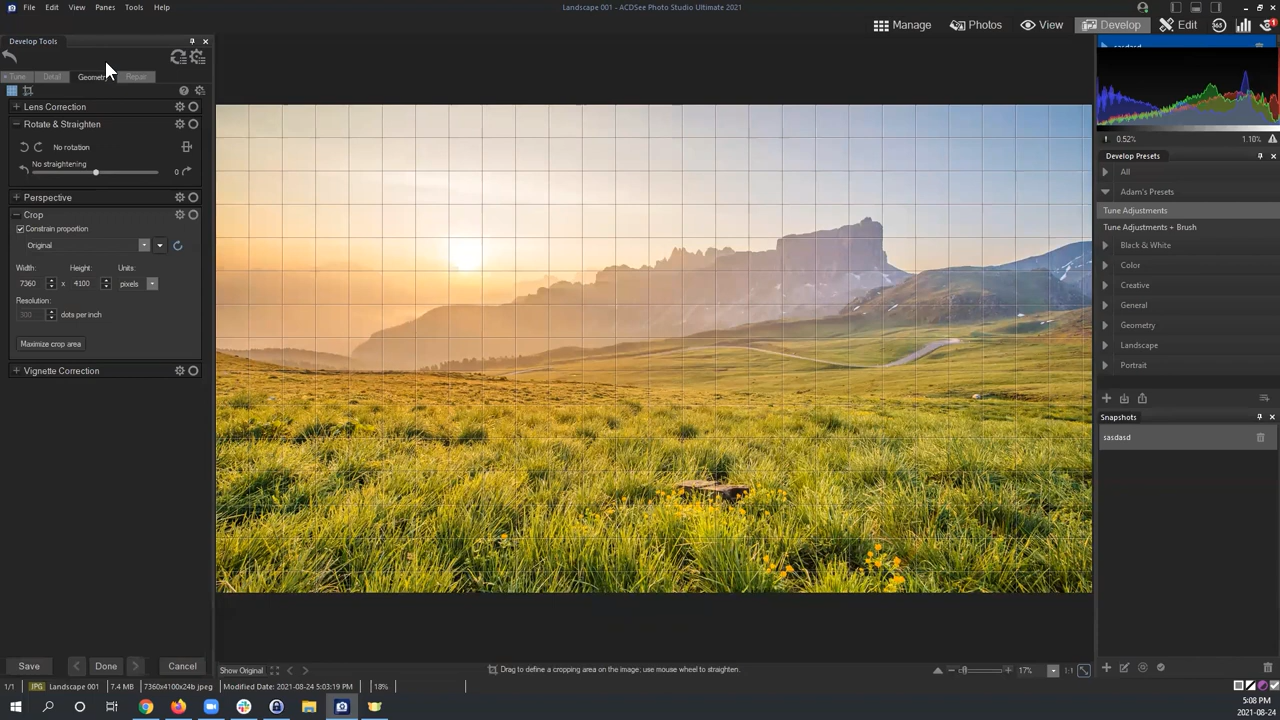 File Edit View Panes Tools Help
Landscape 001 - ACDSee Photo Studio Ultimate 2021
Manage Photos View Develop Edit 365
Develop Tools
Tune Detail Geometry Repair
Lens Correction
Rotate & Straighten
No rotation
No straightening
0
Perspective
Crop
Constrain proportion
Original
Width: Height: Units:
7360 x 4100 pixels
Resolution:
300 dots per inch
Maximize crop area
Vignette Correction
Save Done Cancel
sasdasd
0.52% 1.10%
Develop Presets
All
Adam's Presets
Tune Adjustments
Tune Adjustments + Brush
Black & White
Color
Creative
General
Geometry
Landscape
Portrait
Snapshots
sasdasd
Show Original
Drag to define a cropping area on the image; use mouse wheel to straighten.
17% 1:1
1/1 JPG Landscape 001 7.4 MB 7360x4100x24b jpeg Modified Date: 2021-08-24 5:03:19 PM 18%
5:08 PM
2021-08-24